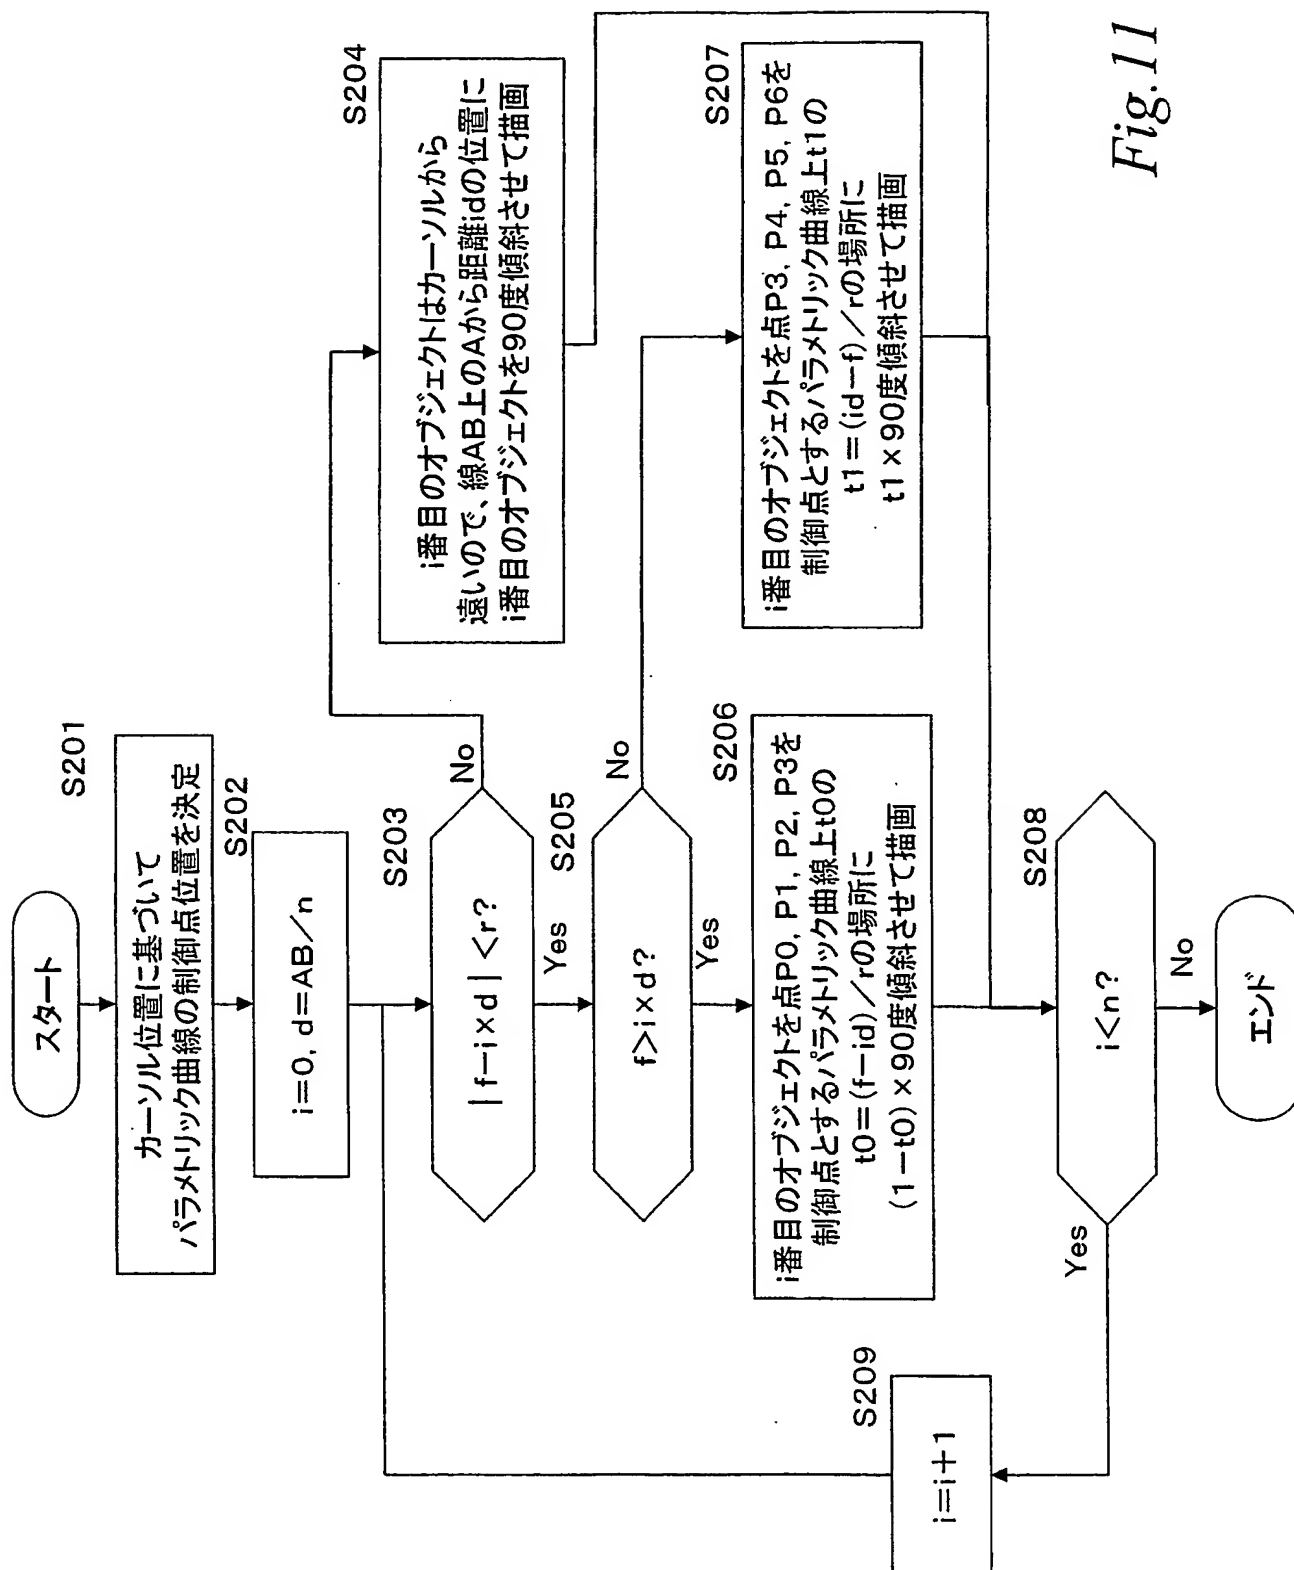 スタート
S201
カーソル位置に基づいて
パラメトリック曲線の制御点位置を決定
S202
i=0, d=AB/n
S203
|f-i×d|<r?
No
Yes
S204
i番目のオブジェクトはカーソルから
遠いので、線AB上のAから距離idの位置に
i番目のオブジェクトを90度傾斜させて描画
S205
f>i×d?
No
Yes
S206
i番目のオブジェクトを点P0, P1, P2, P3を
制御点とするパラメトリック曲線上t0の
t0=(f-id)/rの場所に
(1-t0)×90度傾斜させて描画
S207
i番目のオブジェクトを点P3, P4, P5, P6を
制御点とするパラメトリック曲線上t1の
t1=(id-f)/rの場所に
t1×90度傾斜させて描画
S208
i<n?
Yes
No
S209
i=i+1
エンド
Fig.11